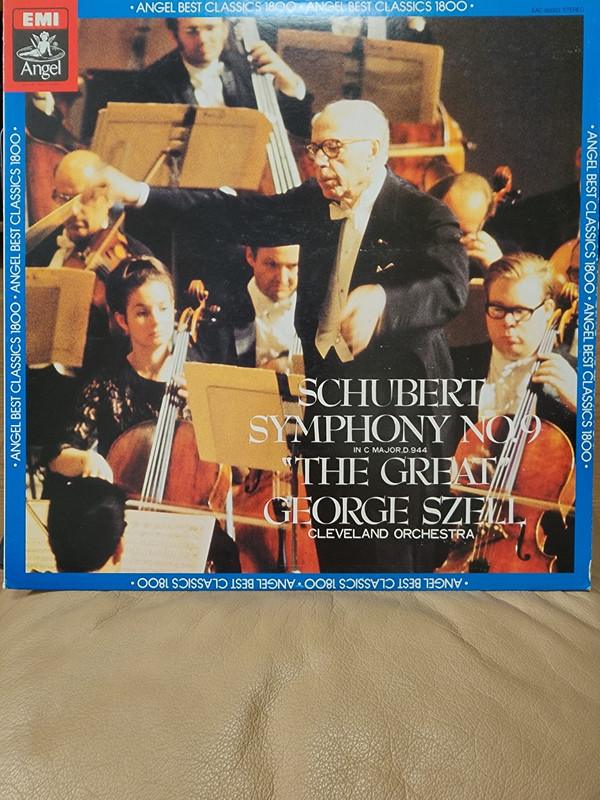 · ANGEL BEST CLASSICS 1800 · ANGEL BEST CLASSICS 1800 ·
STEREO
EMI
Angel
SCHUBERT
SYMPHONY NO.9
IN C MAJOR, D.944
"THE GREAT"
GEORGE SZELL
CLEVELAND ORCHESTRA
· ANGEL BEST CLASSICS 1800 · ANGEL BEST CLASSICS 1800 ·
· ANGEL BEST CLASSICS 1800 · ANGEL BEST CLASSICS 1800 ·
· ANGEL BEST CLASSICS 1800 · ANGEL BEST CLASSICS 1800 ·